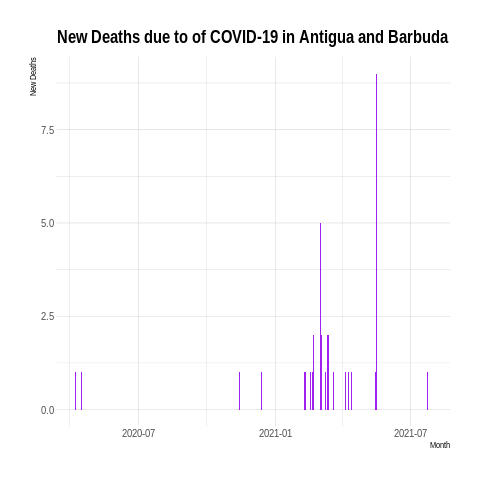 New Deaths due to of COVID-19 in Antigua and Barbuda
New Deaths
7.5
5.0
2.5
0.0
2020-07
2021-01
2021-07
Month